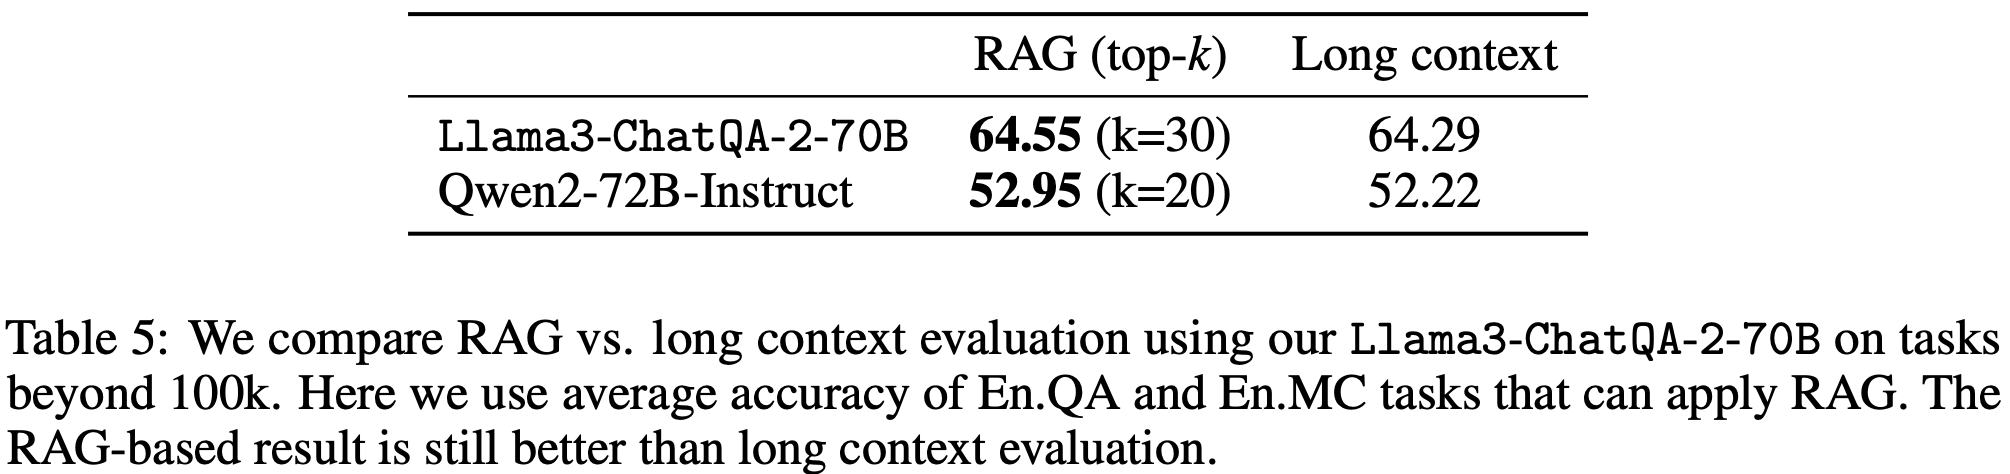 RAG (top-k) Long context
Llama3-ChatQA-2-70B 64.55 (k=30) 64.29
Qwen2-72B-Instruct 52.95 (k=20) 52.22
Table 5: We compare RAG vs. long context evaluation using our Llama3-ChatQA-2-70B on tasks
beyond 100k. Here we use average accuracy of En.QA and En.MC tasks that can apply RAG. The
RAG-based result is still better than long context evaluation.